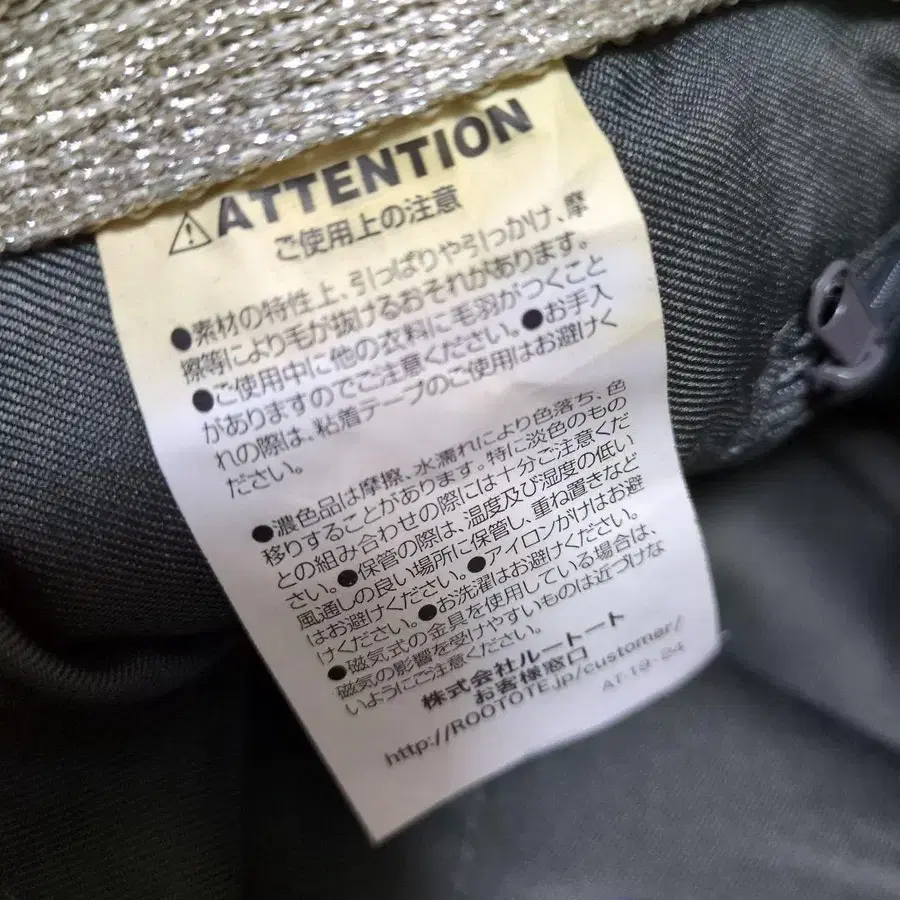 ⚠ATTENTION
ご使用上の注意
●素材の特性上、引っぱりや引っかけ、摩
擦等により毛が抜けるおそれがあります。
●ご使用中に他の衣料に毛羽がつくこと
がありますのでご注意ください。●お手入
れの際は、粘着テープのご使用はお避けく
ださい。
●濃色品は摩擦、水濡れにより色落ち、色
移りすることがあります。特に淡色のもの
との組み合わせの際には十分ご注意くだ
さい。●保管の際は、温度及び湿度の低い
風通しの良い場所に保管し、重ね置きなど
はお避けください。●アイロンがけはお避
けください。●お洗濯はお避けください。
●磁気式の金具を使用している場合は、
磁気の影響を受けやすいものは近づけな
いようにご注意ください。
株式会社ルートート
お客様窓口
http://ROOTOTE.jp/customer/
AT-19-24